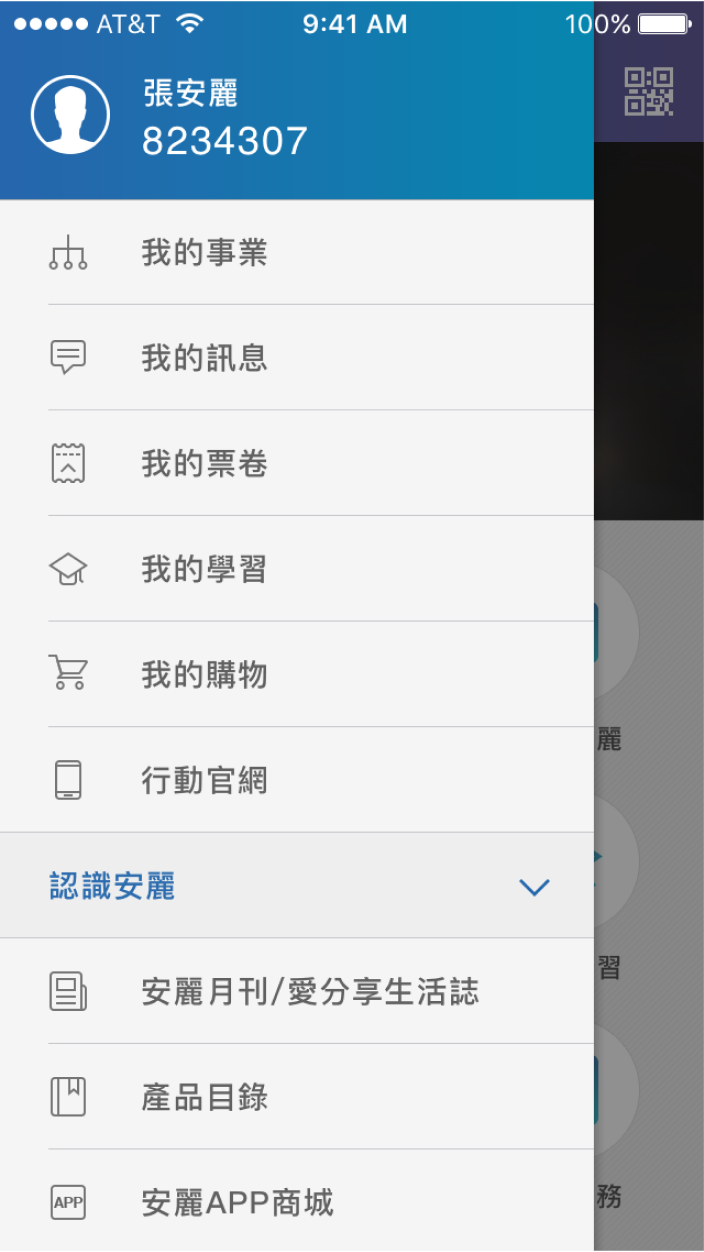 AT&T 9:41 AM 100%
張安麗
8234307
我的事業
我的訊息
我的票卷
我的學習
我的購物
行動官網
麗
認識安麗
習
安麗月刊/愛分享生活誌
產品目錄
APP 安麗APP商城
務